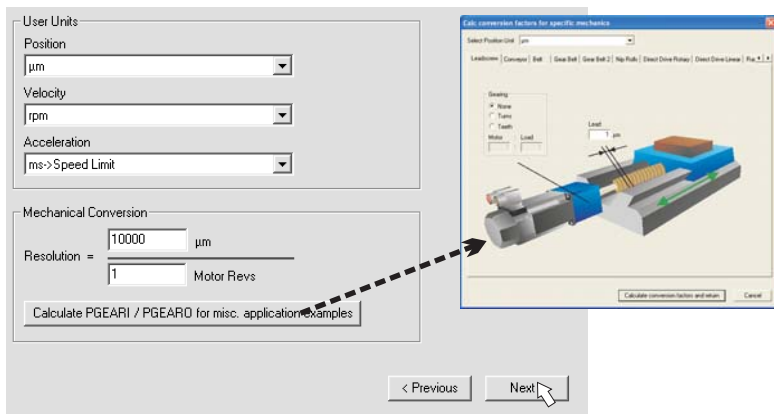 User Units
Position
µm
Velocity
rpm
Acceleration
ms->Speed Limit
Mechanical Conversion
Resolution =
10000 µm
1 Motor Revs
Calculate PGEARI / PGEARO for misc. application examples
< Previous
Next
Calc conversion factors for specific mechanics
Select Position Unit µm
Leadscrew Conveyor Belt Gear Belt Gear Belt 2 Nip Rolls Direct Drive Rotary Direct Drive Linear
Gearing
None
Turns
Teeth
Motor Load
Lead
1 µm
Calculate conversion factors and return
Cancel